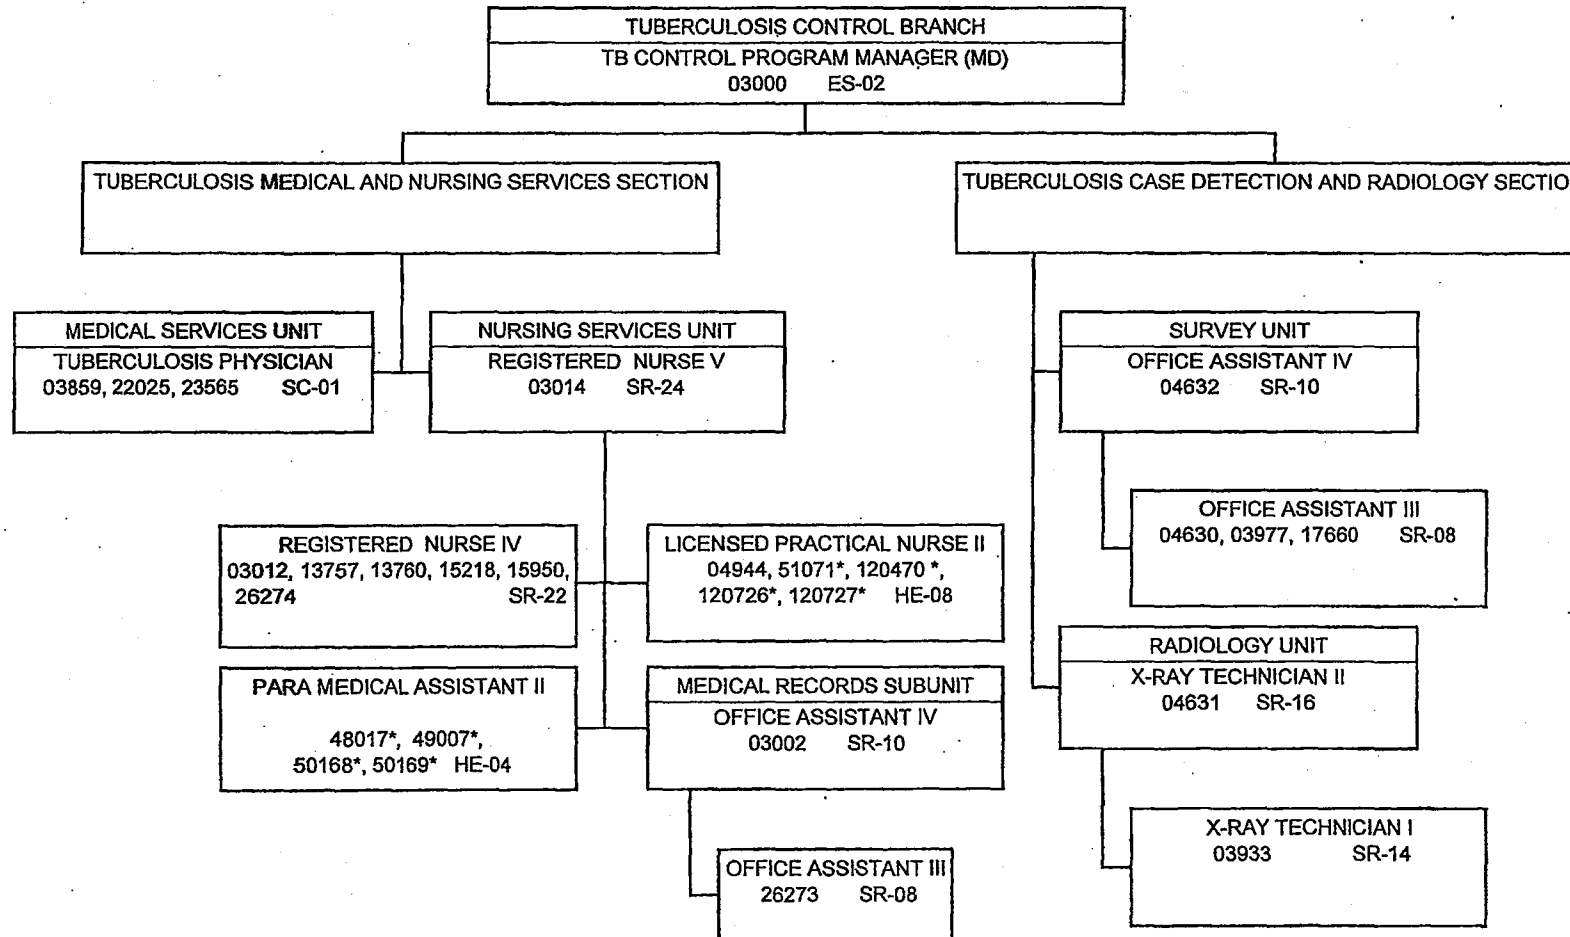 TUBERCULOSIS CONTROL BRANCH
TB CONTROL PROGRAM MANAGER (MD)
03000 ES-02
TUBERCULOSIS MEDICAL AND NURSING SERVICES SECTION
TUBERCULOSIS CASE DETECTION AND RADIOLOGY SECTIO
MEDICAL SERVICES UNIT
TUBERCULOSIS PHYSICIAN
03859, 22025, 23565 SC-01
NURSING SERVICES UNIT
REGISTERED NURSE V
03014 SR-24
SURVEY UNIT
OFFICE ASSISTANT IV
04632 SR-10
OFFICE ASSISTANT III
04630, 03977, 17660 SR-08
REGISTERED NURSE IV
03012, 13757, 13760, 15218, 15950,
26274 SR-22
LICENSED PRACTICAL NURSE II
04944, 51071*, 120470 *,
120726*, 120727* HE-08
PARA MEDICAL ASSISTANT II
48017*, 49007*,
50168*, 50169* HE-04
MEDICAL RECORDS SUBUNIT
OFFICE ASSISTANT IV
03002 SR-10
OFFICE ASSISTANT III
26273 SR-08
RADIOLOGY UNIT
X-RAY TECHNICIAN II
04631 SR-16
X-RAY TECHNICIAN I
03933 SR-14